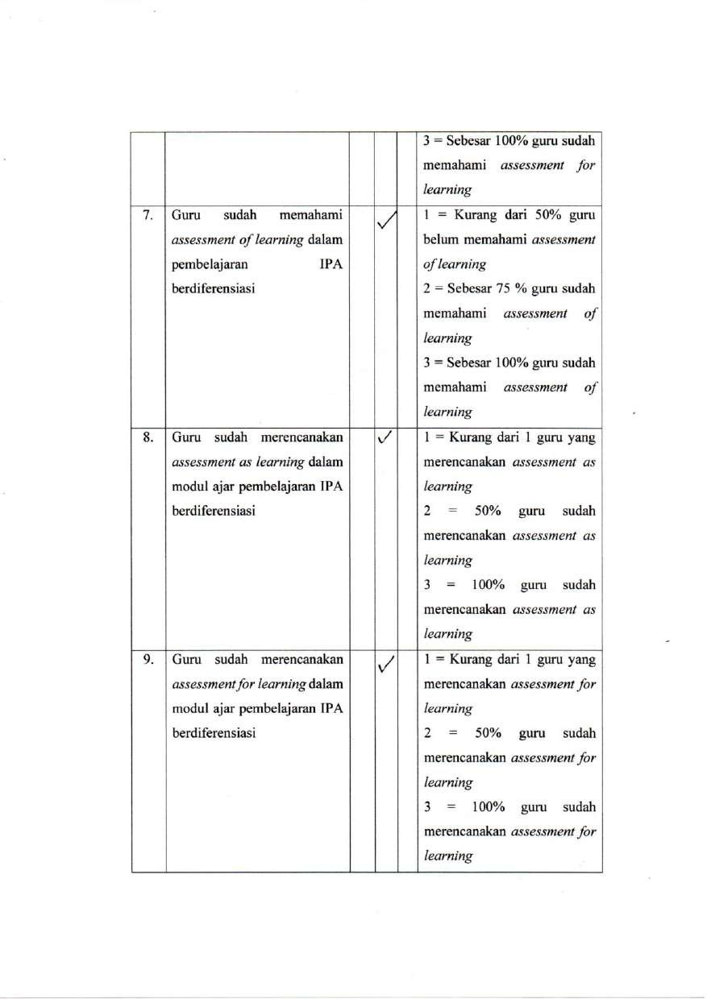 3 = Sebesar 100% guru sudah
memahami assessment for
learning
7.
Guru sudah memahami
assessment of learning dalam
pembelajaran IPA
berdiferensiasi
✓
1 = Kurang dari 50% guru
belum memahami assessment
of learning
2 = Sebesar 75 % guru sudah
memahami assessment of
learning
3 = Sebesar 100% guru sudah
memahami assessment of
learning
8.
Guru sudah merencanakan
assessment as learning dalam
modul ajar pembelajaran IPA
berdiferensiasi
✓
1 = Kurang dari 1 guru yang
merencanakan assessment as
learning
2 = 50% guru sudah
merencanakan assessment as
learning
3 = 100% guru sudah
merencanakan assessment as
learning
9.
Guru sudah merencanakan
assessment for learning dalam
modul ajar pembelajaran IPA
berdiferensiasi
✓
1 = Kurang dari 1 guru yang
merencanakan assessment for
learning
2 = 50% guru sudah
merencanakan assessment for
learning
3 = 100% guru sudah
merencanakan assessment for
learning